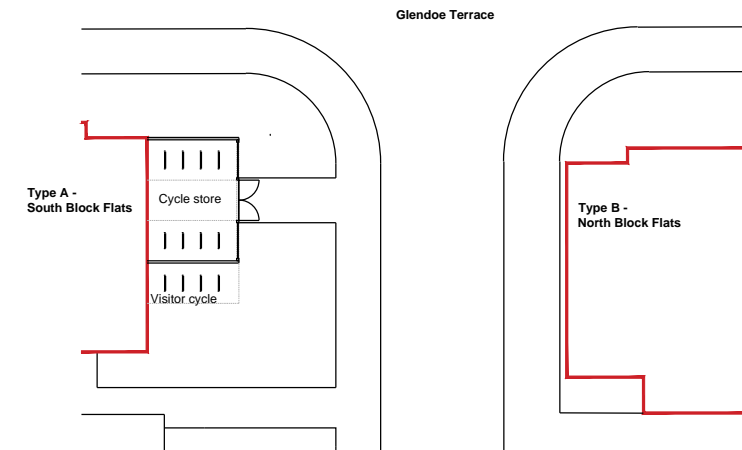 Glendoe Terrace
Type A -
South Block Flats
Cycle store
Visitor cycle
Type B -
North Block Flats